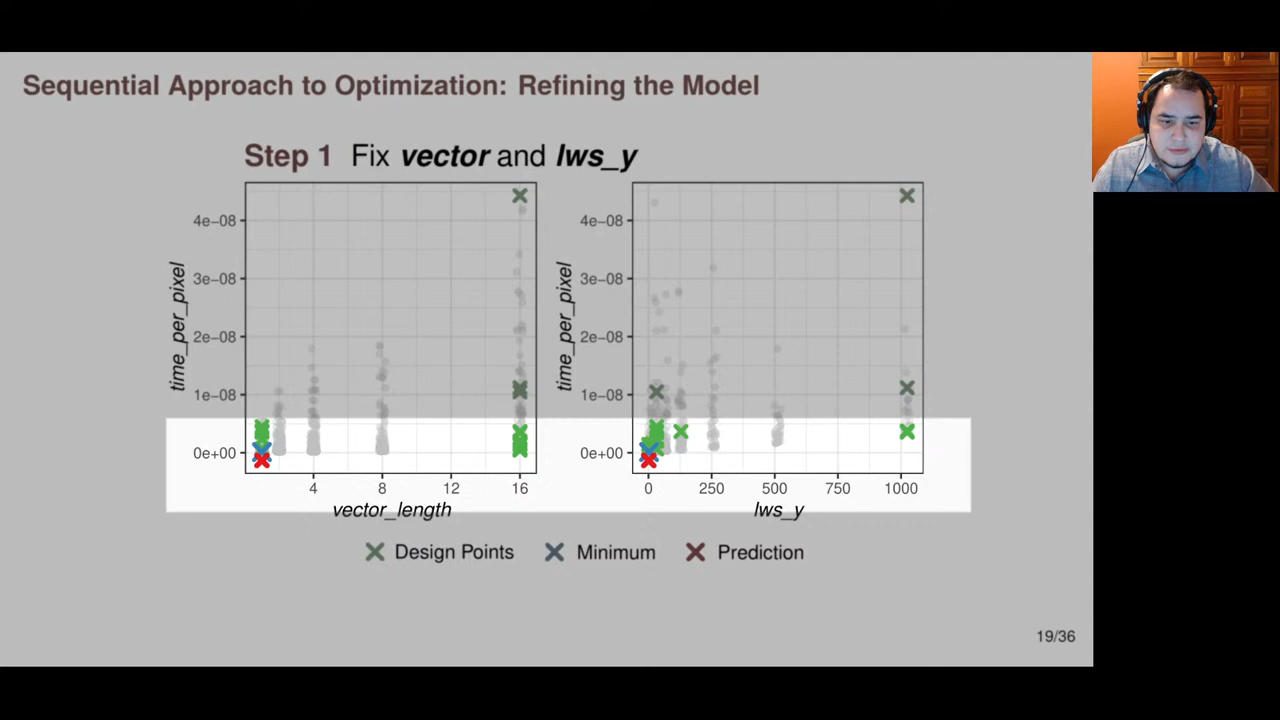 Sequential Approach to Optimization: Refining the Model
Step 1 Fix vector and lws_y
4e−08
3e−08
2e−08
1e−08
0e+00
time_per_pixel
4 8 12 16
vector_length
4e−08
3e−08
2e−08
1e−08
0e+00
time_per_pixel
0 250 500 750 1000
lws_y
Design Points Minimum Prediction
19/36